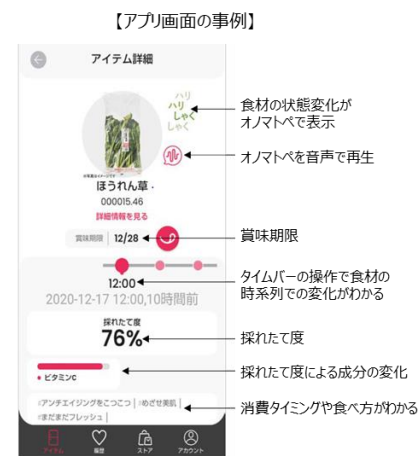 【アプリ画面の事例】
アイテム詳細
ハリ
ハリ
しゃく
しゃく
食材の状態変化が
オノマトペで表示
オノマトペを音声で再生
ほうれん草
000015.46
詳細情報を見る
賞味期限 12/28
賞味期限
12:00
タイムバーの操作で食材の
時系列での変化がわかる
2020-12-17 12:00,10時間前
採れたて度
76%
採れたて度
ビタミンC
採れたて度による成分の変化
#アンチエイジングをこつこつ | #めざせ美肌 |
#まだまだフレッシュ |
消費タイミングや食べ方がわかる
アイテム 履歴 ストア アカウント